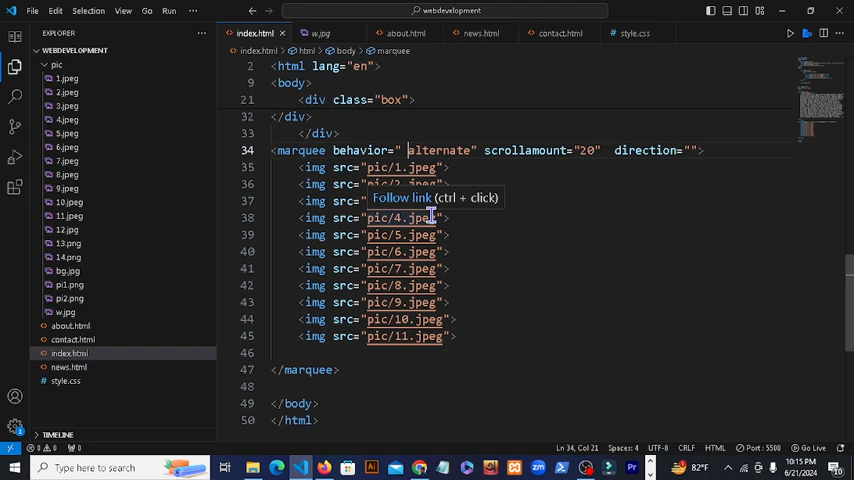 File Edit Selection View Go Run ... webdevelopment
EXPLORER ...
WEBDEVELOPMENT
pic
1.jpeg
2.jpeg
3.jpeg
4.jpeg
5.jpeg
6.jpeg
7.jpeg
8.jpeg
9.jpeg
10.jpeg
11.jpeg
12.jpg
13.png
14.png
bg.jpg
pi1.png
pi2.png
w.jpg
about.html
contact.html
index.html
news.html
style.css
TIMELINE
index.html w.jpg about.html news.html contact.html style.css
index.html > html > body > marquee
2 <html lang="en">
9 <body>
21 <div class="box">
32 </div>
33 </div>
34 <marquee behavior=" alternate" scrollamount="20" direction="">
35 <img src="pic/1.jpeg">
36 <img src="pic/2.jpeg">
37 <img src="
Follow link (ctrl + click)
38 <img src="pic/4.jpeg">
39 <img src="pic/5.jpeg">
40 <img src="pic/6.jpeg">
41 <img src="pic/7.jpeg">
42 <img src="pic/8.jpeg">
43 <img src="pic/9.jpeg">
44 <img src="pic/10.jpeg">
45 <img src="pic/11.jpeg">
46
47 </marquee>
48
49 </body>
50 </html>
0 0 0 Ln 34, Col 21 Spaces: 4 UTF-8 CRLF HTML Port : 5500 Go Live
Type here to search 82°F 10:15 PM
6/21/2024